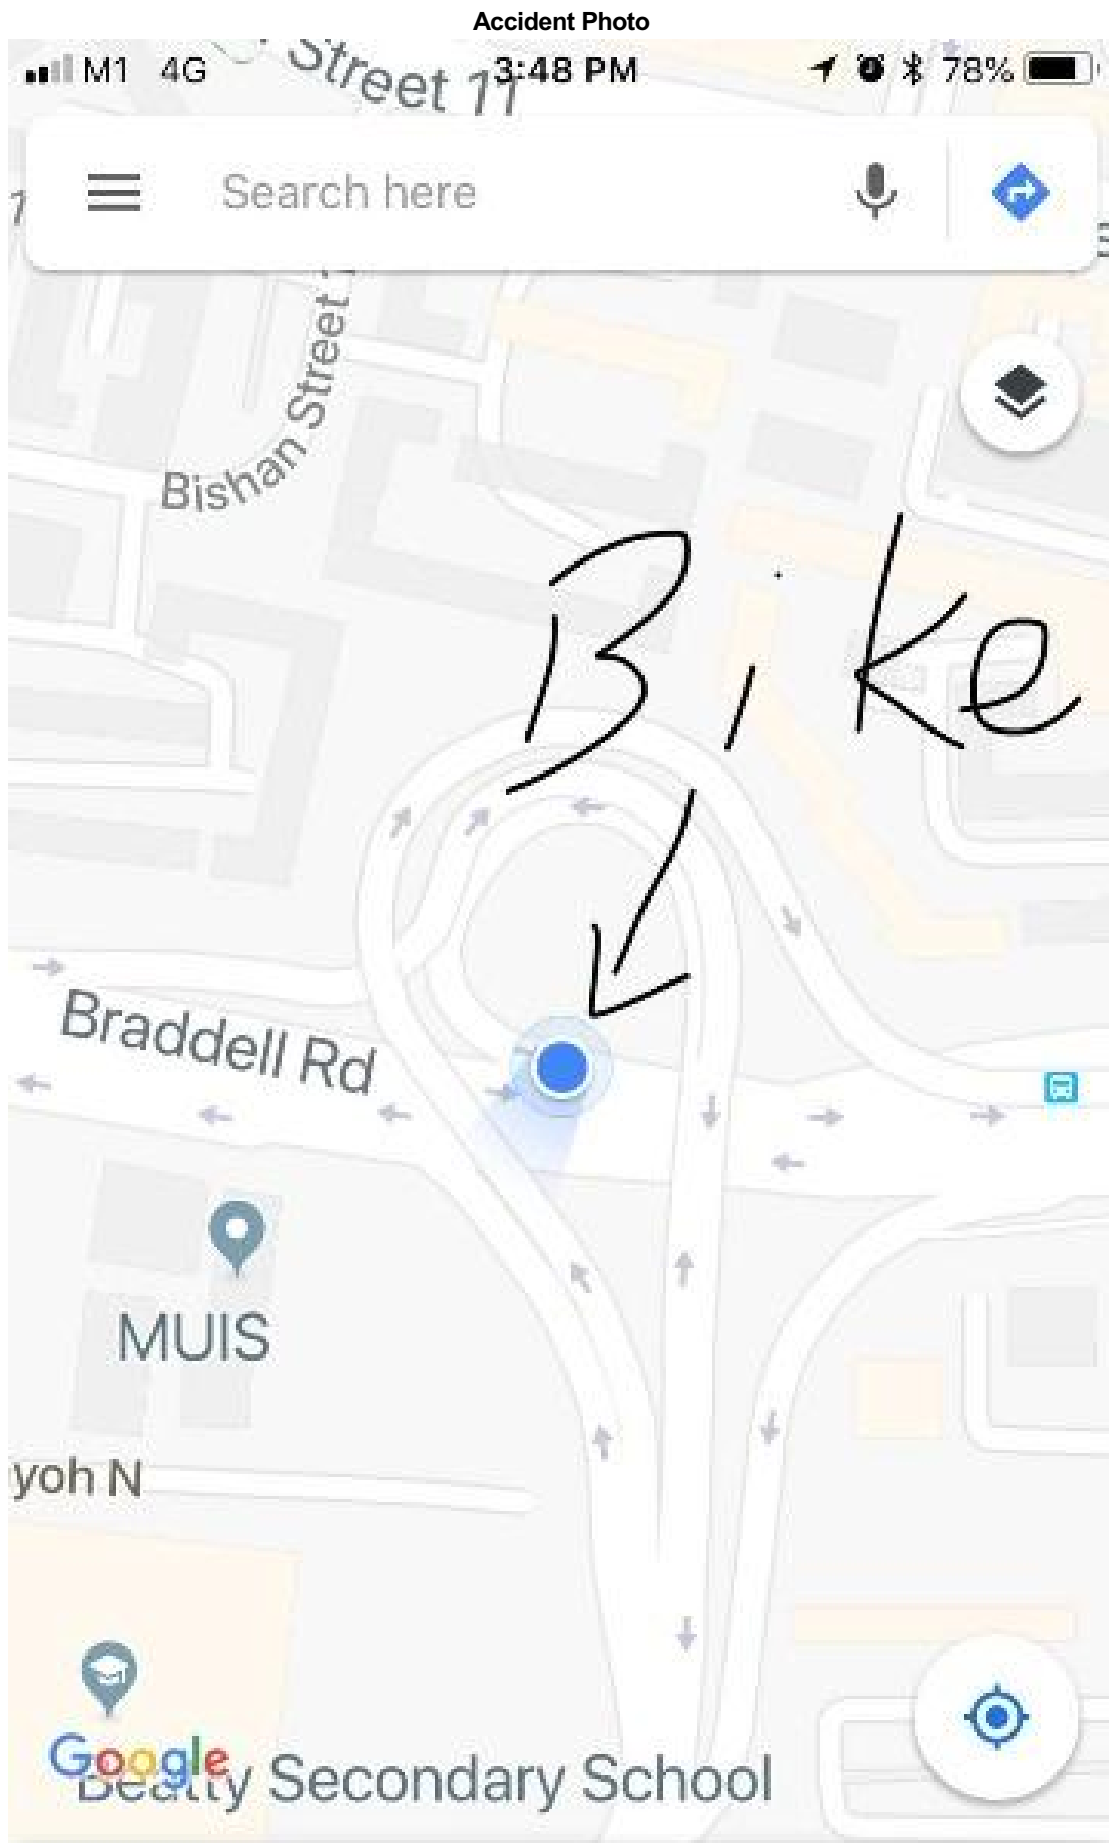 Accident Photo
M1 4G 3:48 PM 78%
Street 11
Search here
Bishan Street
Bike
Braddell Rd
MUIS
yoh N
Google
Beatty Secondary School